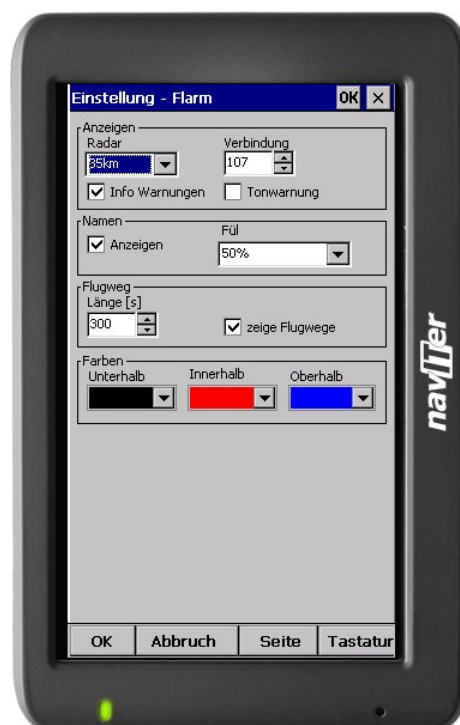 Einstellung - Flarm OK
Anzeigen
Radar Verbindung
35km 107
Info Warnungen Tonwarnung
Namen
Anzeigen Fül
50%
Flugweg
Länge [s]
300 zeige Flugwege
Farben
Unterhalb Innerhalb Oberhalb
OK Abbruch Seite Tastatur
naviter